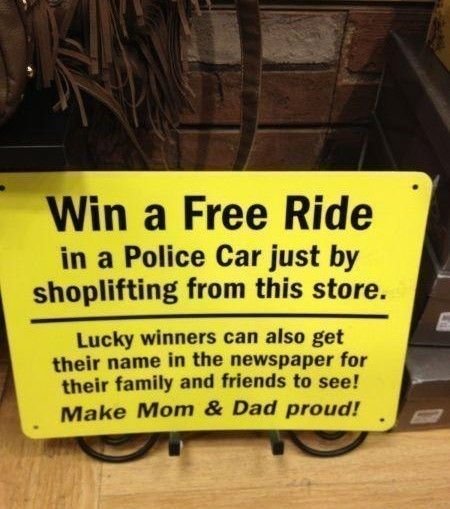 Win a Free Ride
in a Police Car just by
shoplifting from this store.
Lucky winners can also get
their name in the newspaper for
their family and friends to see!
Make Mom & Dad proud!